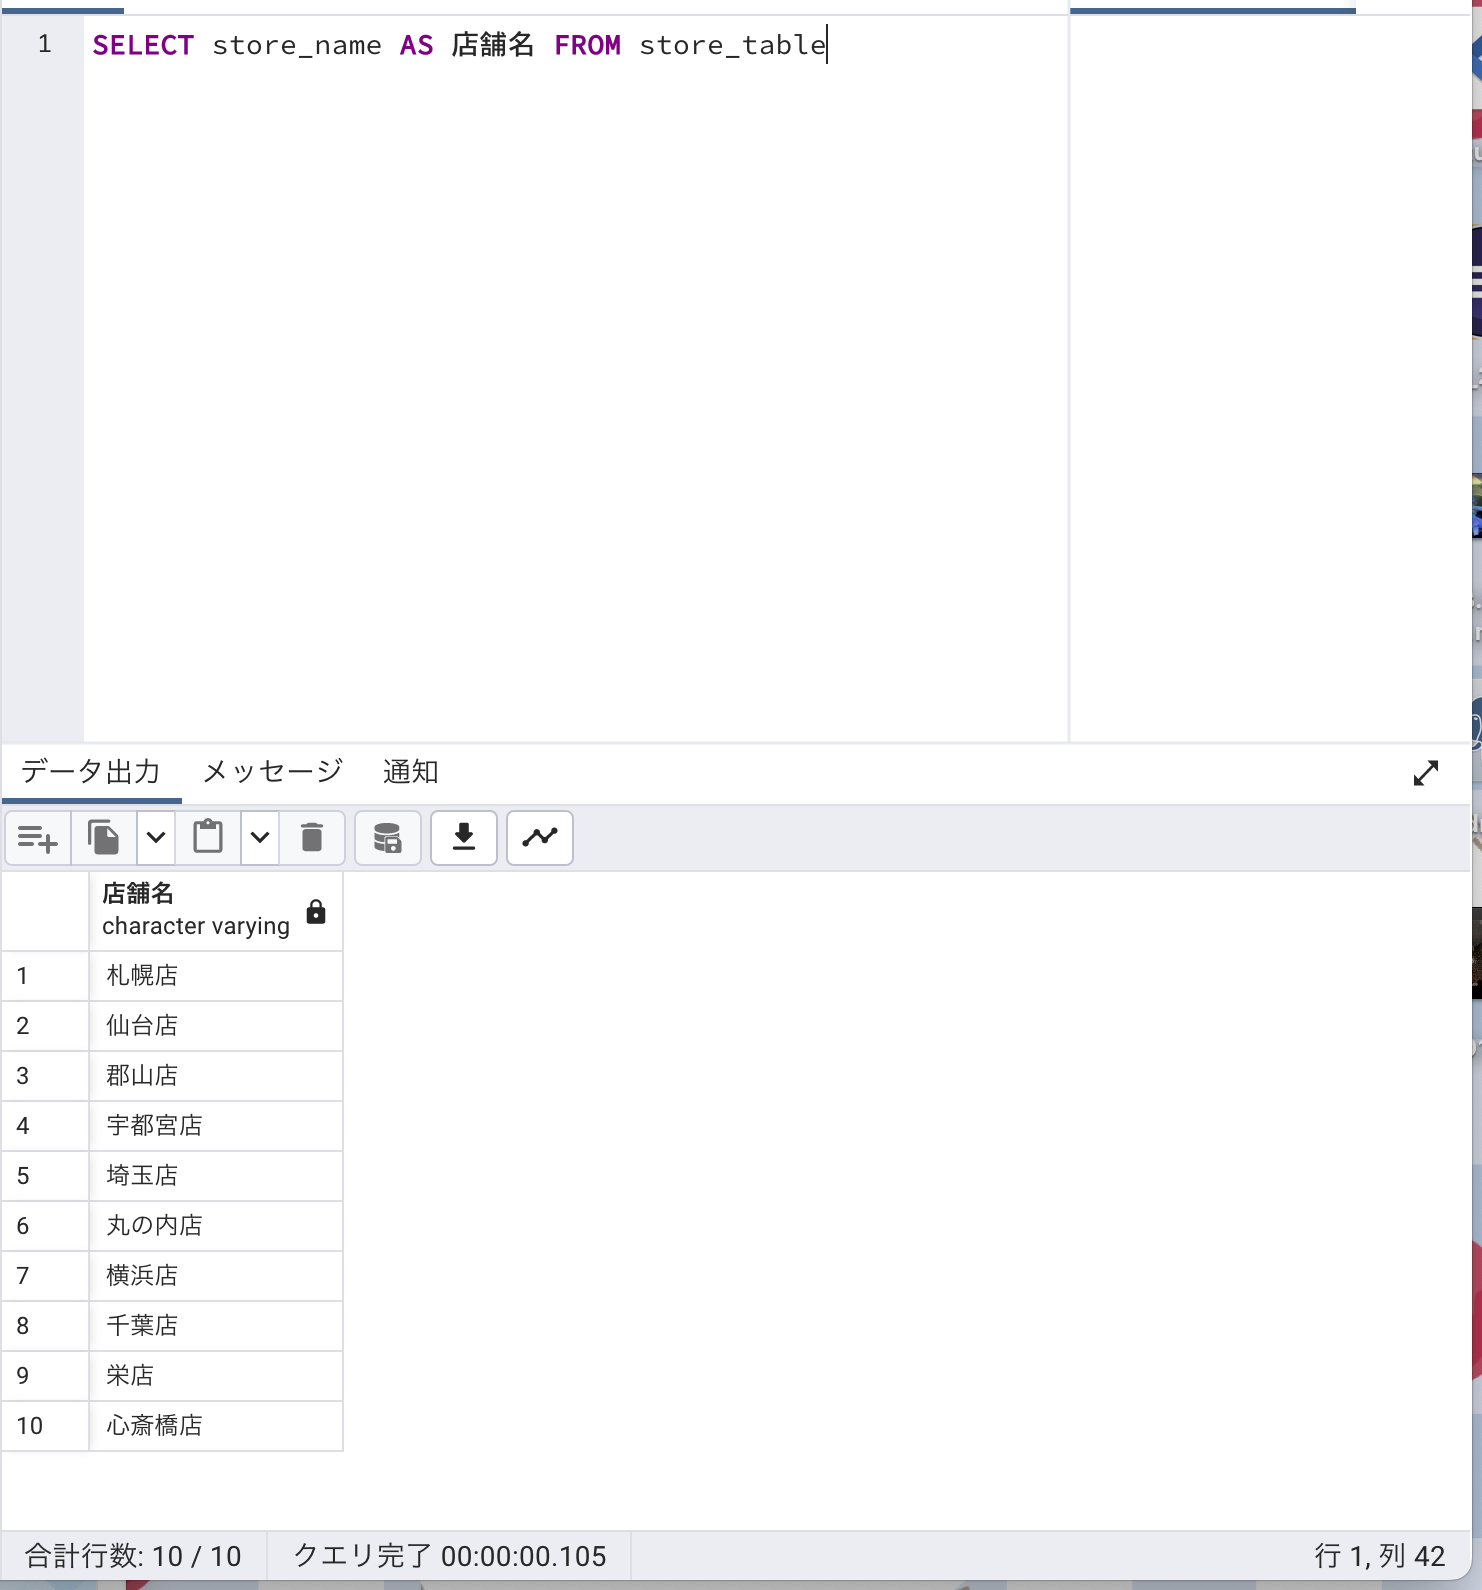 1 SELECT store_name AS 店舗名 FROM store_table
データ出力 メッセージ 通知
店舗名
character varying
1 札幌店
2 仙台店
3 郡山店
4 宇都宮店
5 埼玉店
6 丸の内店
7 横浜店
8 千葉店
9 栄店
10 心斎橋店
合計行数: 10 / 10 クエリ完了 00:00:00.105 行 1, 列 42